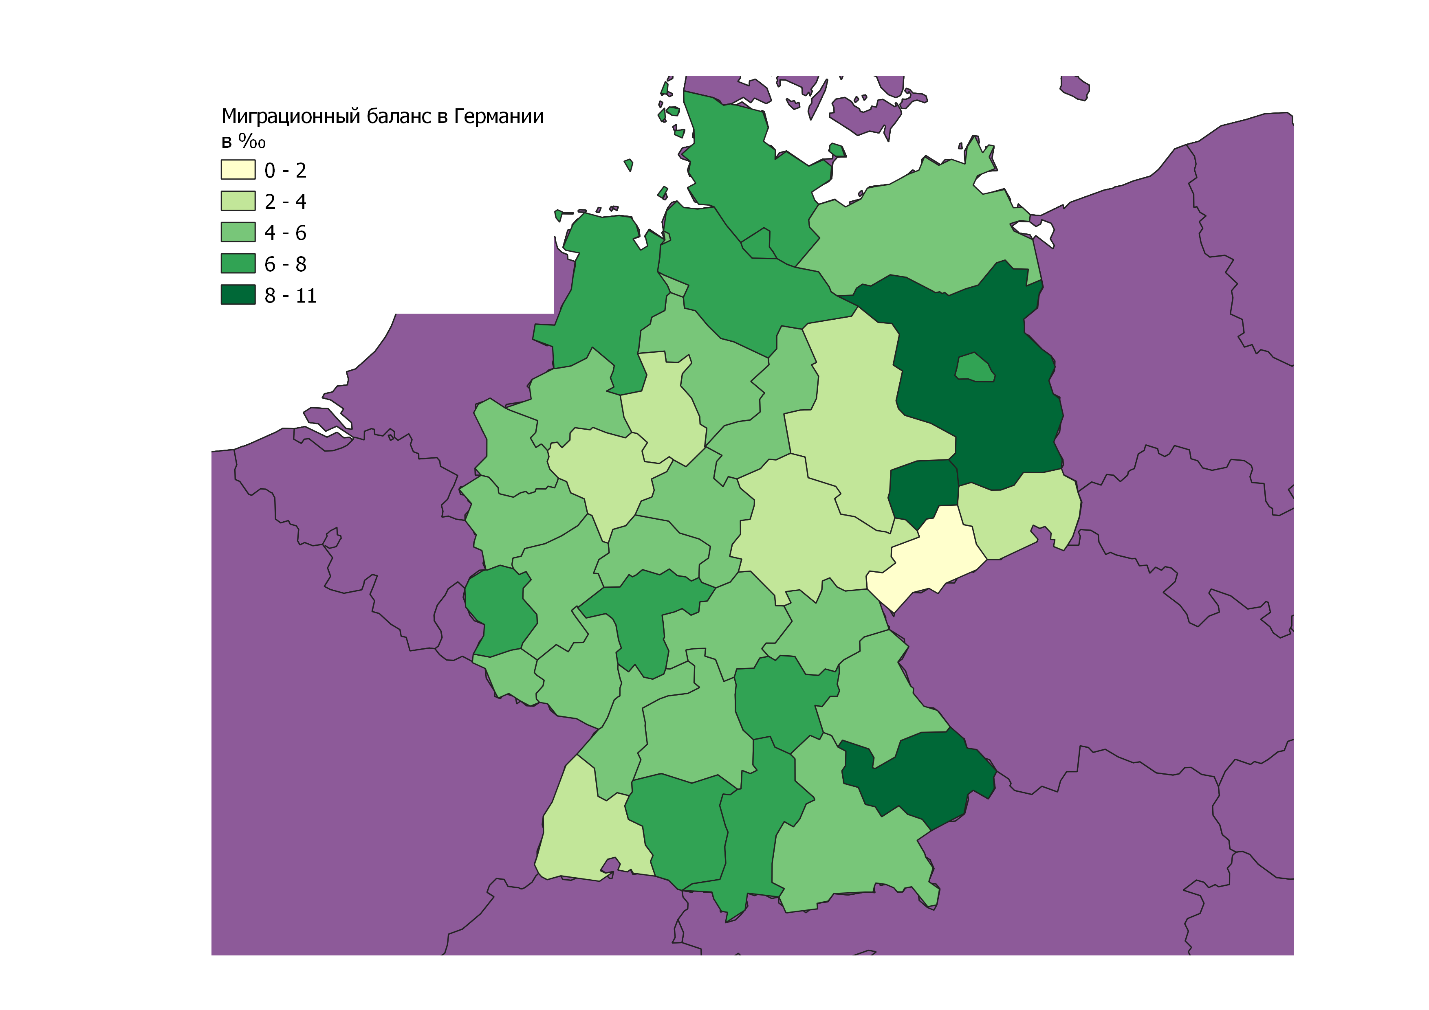 Миграционный баланс в Германии
в ‰
0 - 2
2 - 4
4 - 6
6 - 8
8 - 11